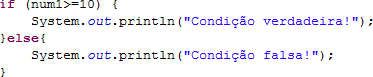 if (num1>=10) {
    System.out.println("Condição verdadeira!");
}else{
    System.out.println("Condição falsa!");
}